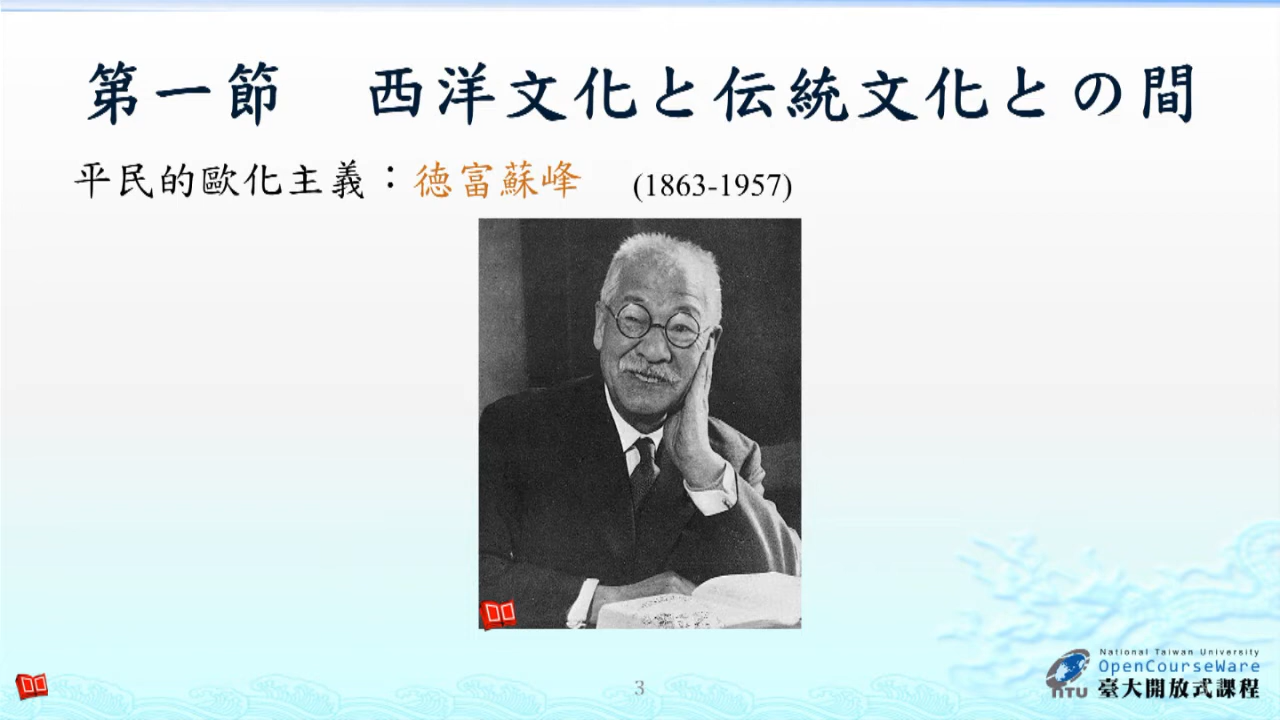 第一節　西洋文化と伝統文化との間
平民的歐化主義：徳富蘇峰 (1863-1957)
3
National Taiwan University
OpenCourseWare
NTU 臺大開放式課程